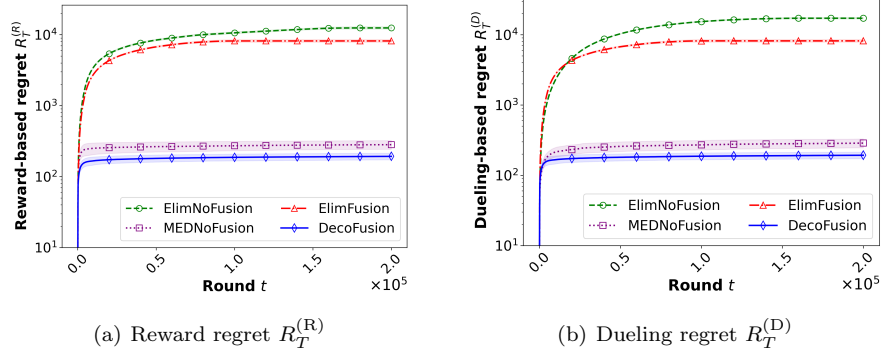 Reward-based regret R_T^(R)
10^4
10^3
10^2
10^1
ElimNoFusion
MEDNoFusion
ElimFusion
DecoFusion
0.0
0.5
1.0
1.5
2.0
×10^5
Round t
(a) Reward regret R_T^(R)
Dueling-based regret R_T^(D)
10^4
10^3
10^2
10^1
ElimNoFusion
MEDNoFusion
ElimFusion
DecoFusion
0.0
0.5
1.0
1.5
2.0
×10^5
Round t
(b) Dueling regret R_T^(D)